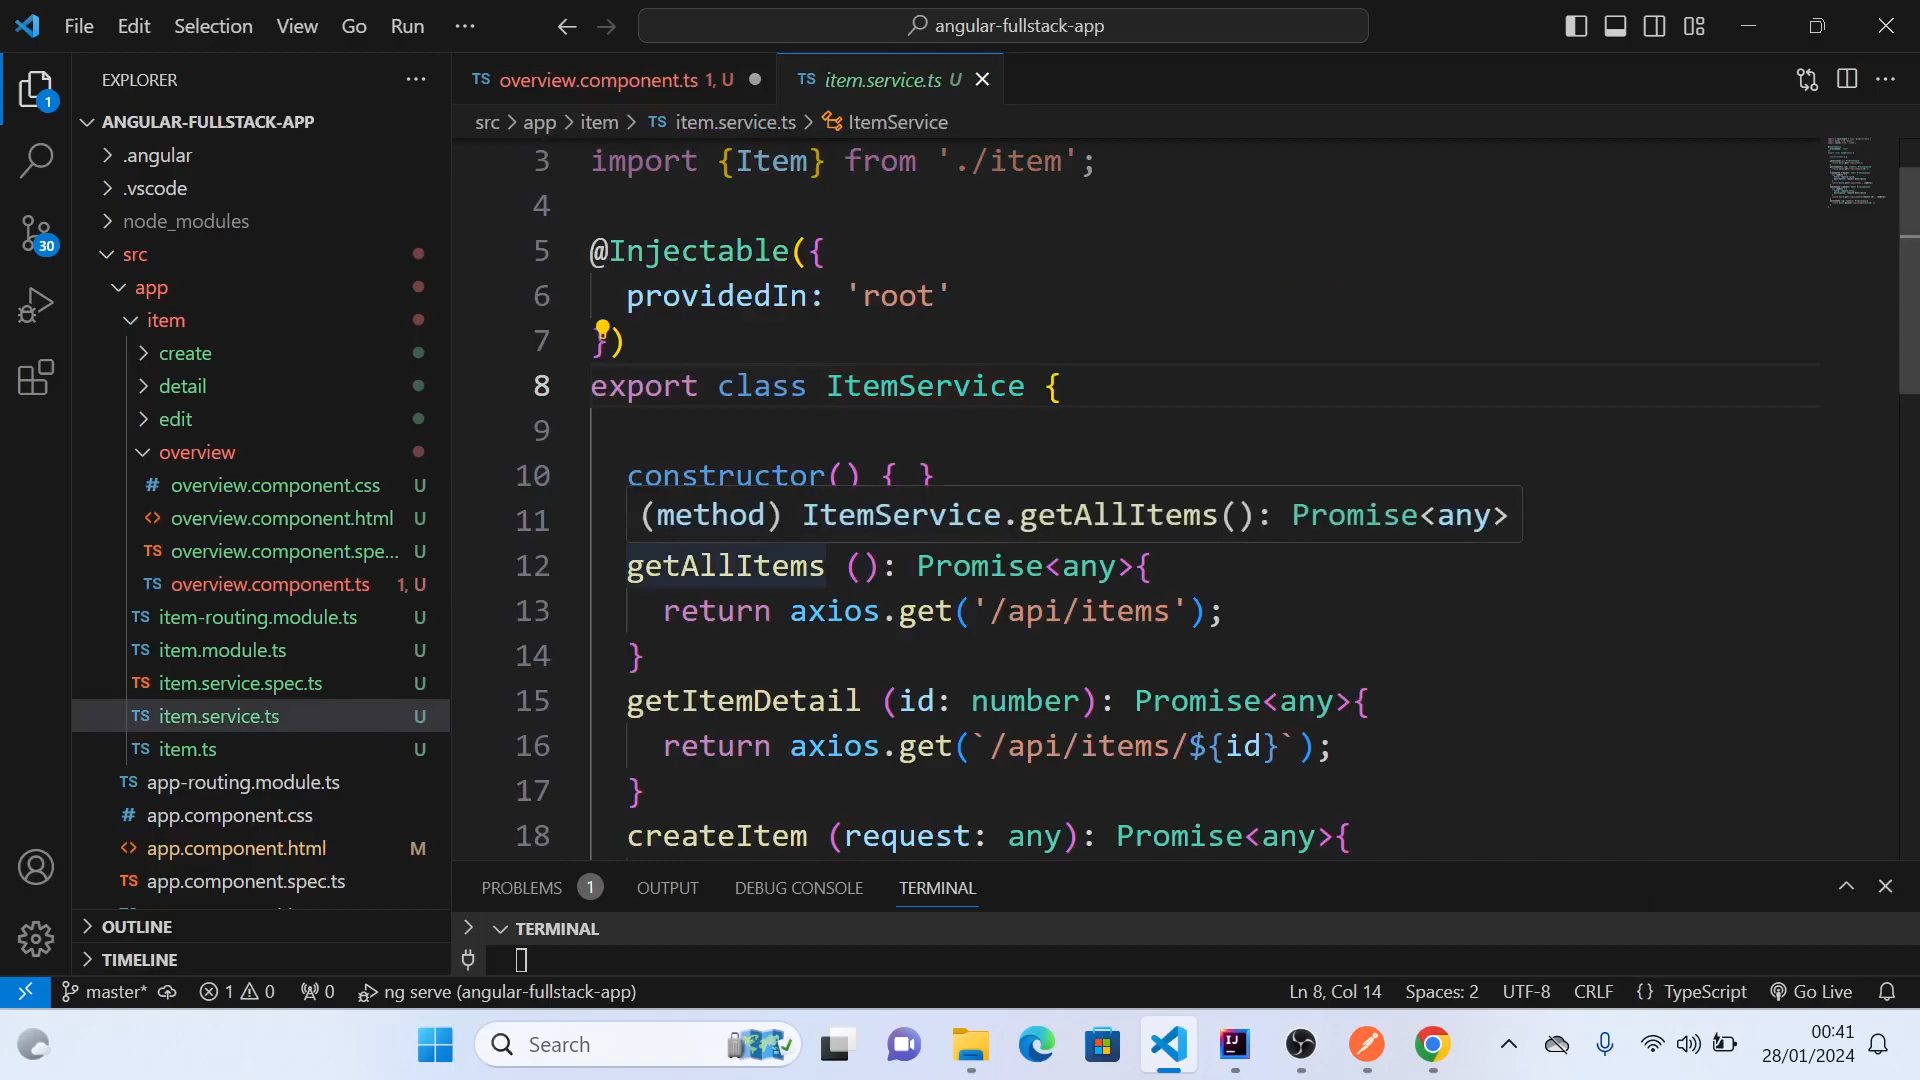 File Edit Selection View Go Run ··· angular-fullstack-app
EXPLORER
ANGULAR-FULLSTACK-APP
.angular
.vscode
node_modules
src
app
item
create
detail
edit
overview
# overview.component.css U
<> overview.component.html U
TS overview.component.spe... U
TS overview.component.ts 1, U
TS item-routing.module.ts U
TS item.module.ts U
TS item.service.spec.ts U
TS item.service.ts U
TS item.ts U
TS app-routing.module.ts
# app.component.css
<> app.component.html M
TS app.component.spec.ts
OUTLINE
TIMELINE
1
30
TS overview.component.ts 1, U
TS item.service.ts U
src > app > item > TS item.service.ts > ItemService
3 import {Item} from './item';
4
5 @Injectable({
6 providedIn: 'root'
7 })
8 export class ItemService {
9
10 constructor() { }
11 (method) ItemService.getAllItems(): Promise<any>
12 getAllItems (): Promise<any>{
13 return axios.get('/api/items');
14 }
15 getItemDetail (id: number): Promise<any>{
16 return axios.get(`/api/items/${id}`);
17 }
18 createItem (request: any): Promise<any>{
PROBLEMS 1 OUTPUT DEBUG CONSOLE TERMINAL
TERMINAL
master* 1 0 0 ng serve (angular-fullstack-app) Ln 8, Col 14 Spaces: 2 UTF-8 CRLF {} TypeScript Go Live
Search
IJ
00:41
28/01/2024